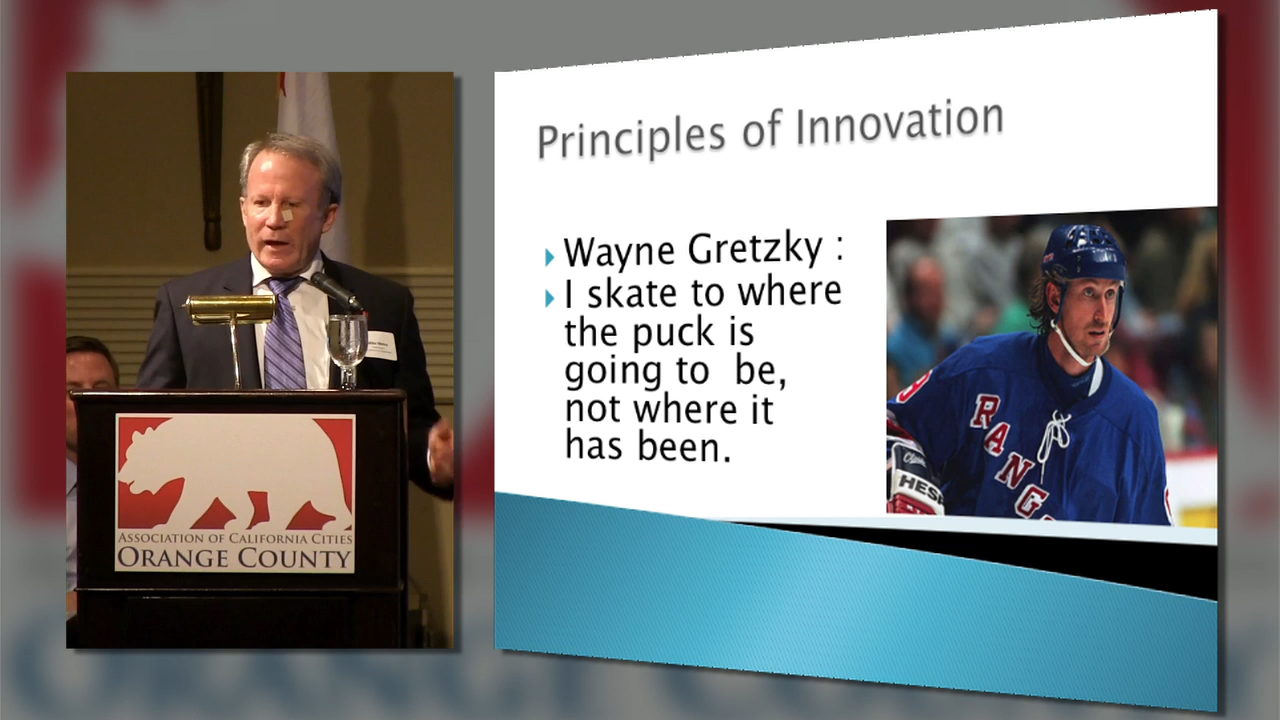 ASSOCIATION OF CALIFORNIA CITIES
ORANGE COUNTY
Principles of Innovation
Wayne Gretzky :
I skate to where
the puck is
going to  be,
not where it
has been.
RANG
HES